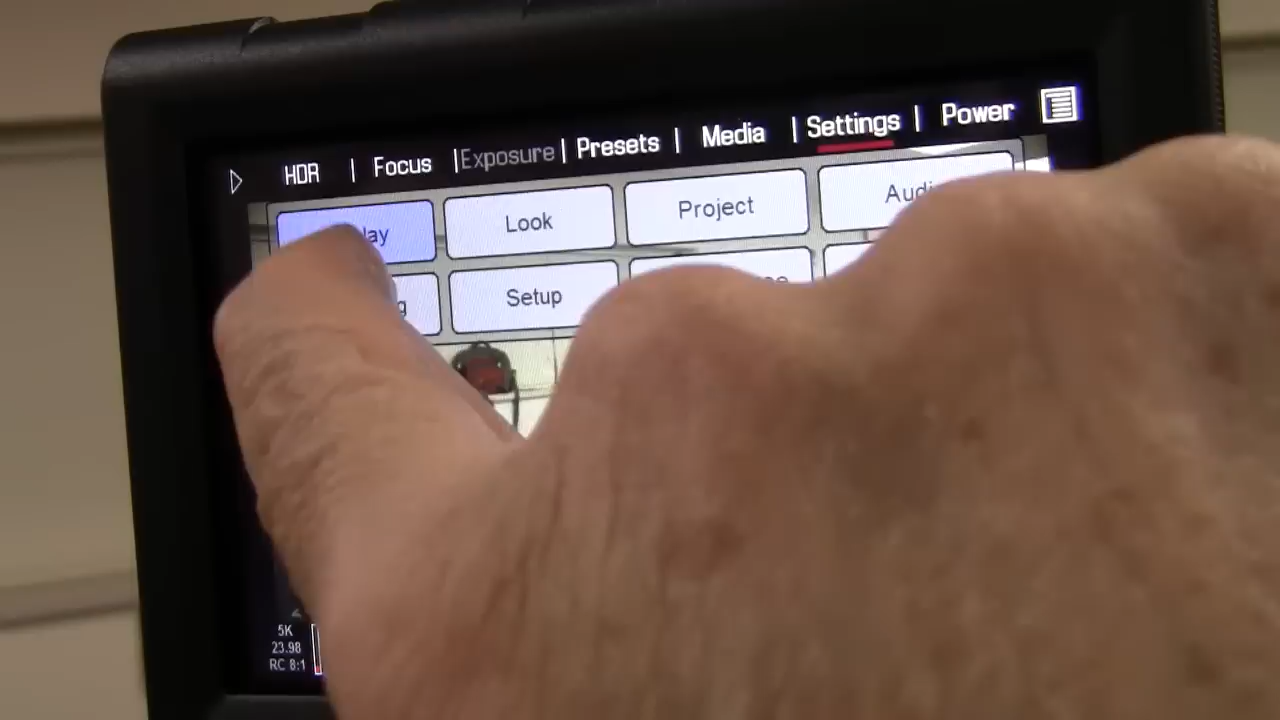 HDR | Focus | Exposure | Presets | Media | Settings | Power
Look Project
Setup
5K
23.98
RC 8:1